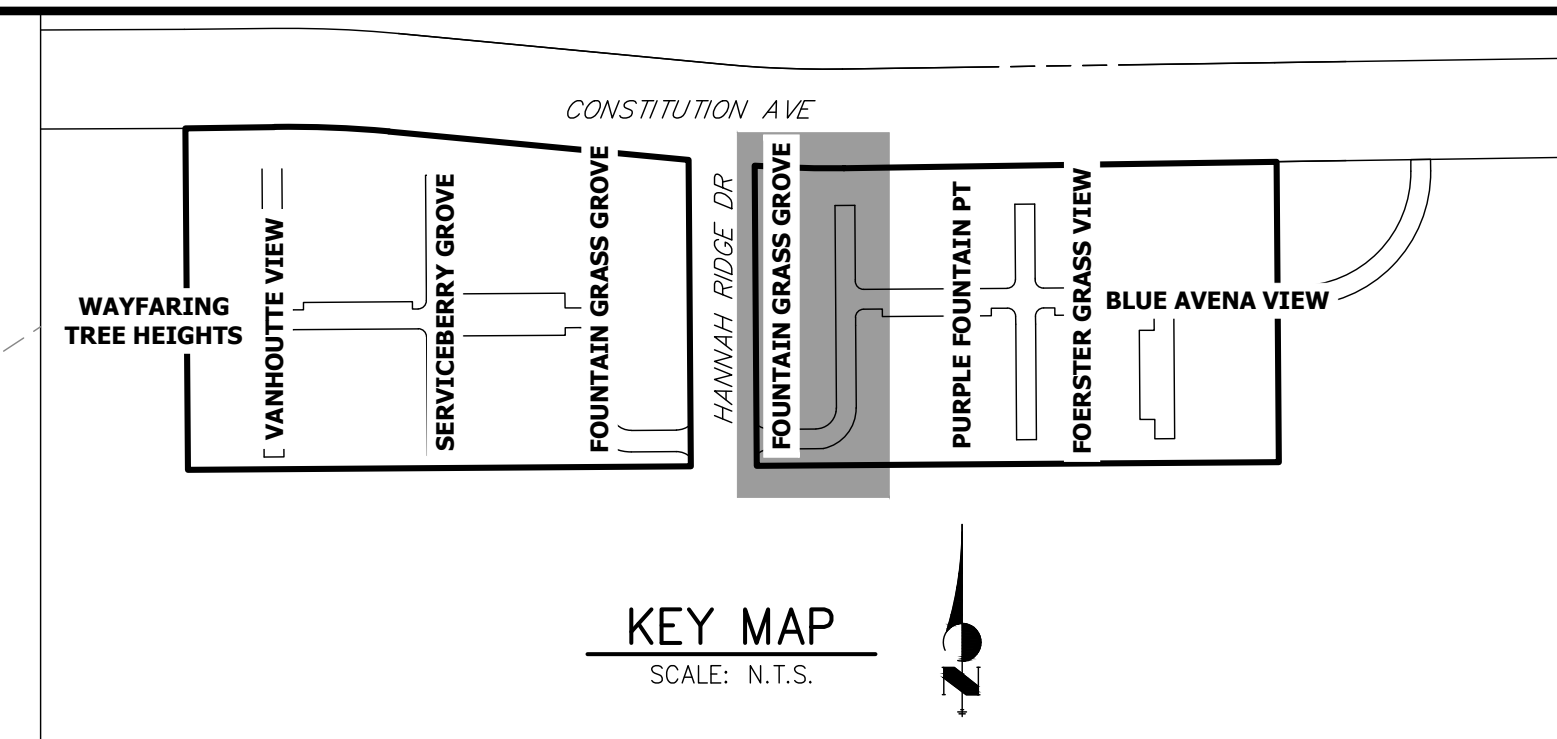 CONSTITUTION AVE
WAYFARING
TREE HEIGHTS
VANHOUTTE VIEW
SERVICEBERRY GROVE
FOUNTAIN GRASS GROVE
HANNAH RIDGE DR
FOUNTAIN GRASS GROVE
PURPLE FOUNTAIN PT
FOERSTER GRASS VIEW
BLUE AVENA VIEW
KEY MAP
SCALE: N.T.S.
N